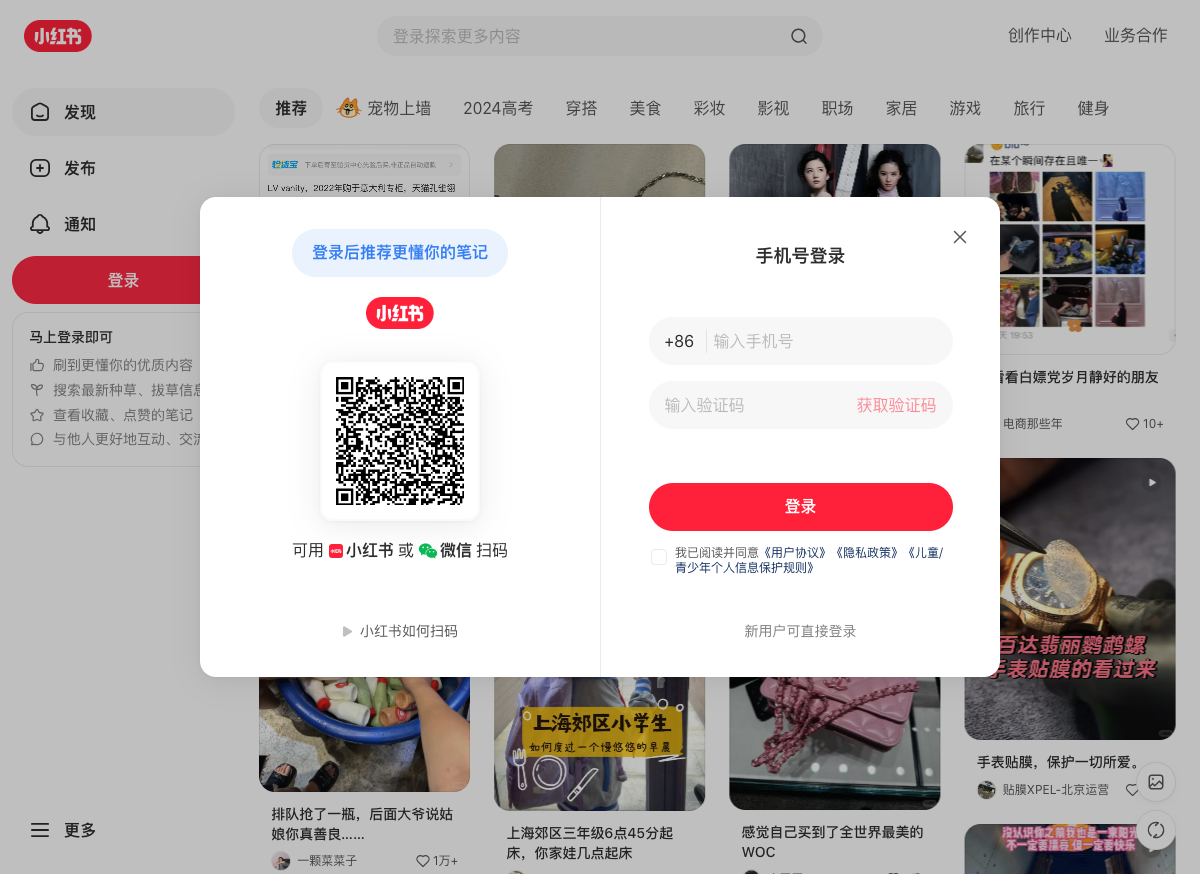 小红书
登录探索更多内容
创作中心
业务合作
发现
发布
通知
登录
马上登录即可
刷到更懂你的优质内容
搜索最新种草、拔草信息
查看收藏、点赞的笔记
与他人更好地互动、交流
更多
推荐
宠物上墙
2024高考
穿搭
美食
彩妆
影视
职场
家居
游戏
旅行
健身
LV vanity，2022年购于意大利专柜、天猫孔雀翎
在某个瞬间存在且唯一
登录后推荐更懂你的笔记
小红书
可用 小红书 或 微信 扫码
小红书如何扫码
手机号登录
+86
输入手机号
输入验证码
获取验证码
登录
我已阅读并同意《用户协议》《隐私政策》《儿童/
青少年个人信息保护规则》
新用户可直接登录
看看白嫖党岁月静好的朋友
电商那些年
10+
百达翡丽鹦鹉螺
手表贴膜的看过来
手表贴膜，保护一切所爱。
贴膜XPEL-北京运营
没认识你之前我也是一束阳光
不一定要漂亮 但一定要快乐
排队抢了一瓶，后面大爷说姑
娘你真善良......
一颗菜菜子
1万+
上海郊区小学生
如何度过一个慢悠悠的早晨
上海郊区三年级6点45分起
床，你家娃几点起床
感觉自己买到了全世界最美的
WOC